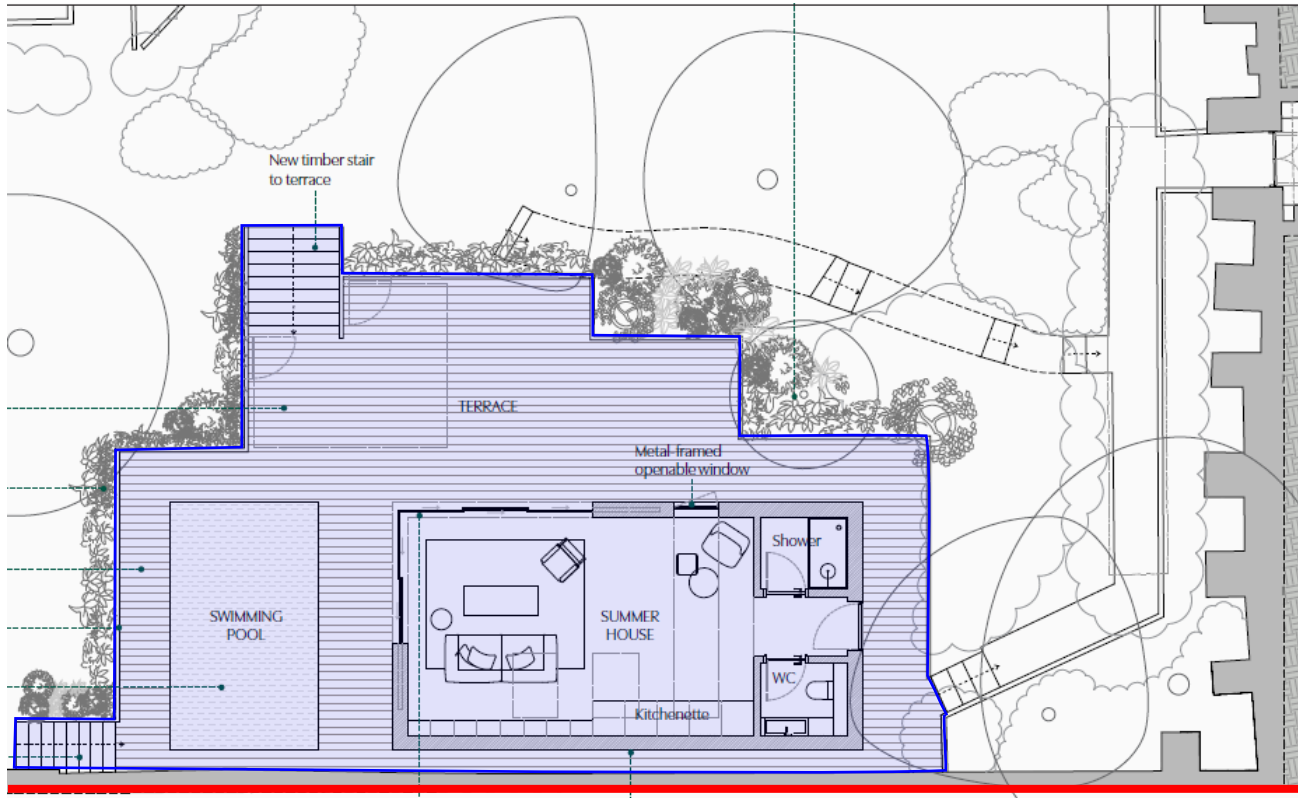 New timber stair
to terrace
TERRACE
Metal-framed
openable window
Shower
SWIMMING
POOL
SUMMER
HOUSE
WC
Kitchenette